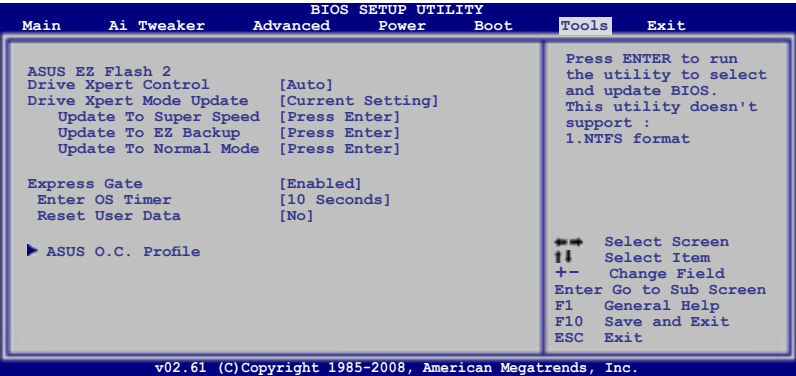 BIOS SETUP UTILITY
Main Ai Tweaker Advanced Power Boot Tools Exit
ASUS EZ Flash 2
Drive Xpert Control [Auto]
Drive Xpert Mode Update [Current Setting]
Update To Super Speed [Press Enter]
Update To EZ Backup [Press Enter]
Update To Normal Mode [Press Enter]
Express Gate [Enabled]
Enter OS Timer [10 Seconds]
Reset User Data [No]
ASUS O.C. Profile
Press ENTER to run
the utility to select
and update BIOS.
This utility doesn't
support :
1.NTFS format
Select Screen
Select Item
+- Change Field
Enter Go to Sub Screen
F1 General Help
F10 Save and Exit
ESC Exit
v02.61 (C)Copyright 1985-2008, American Megatrends, Inc.